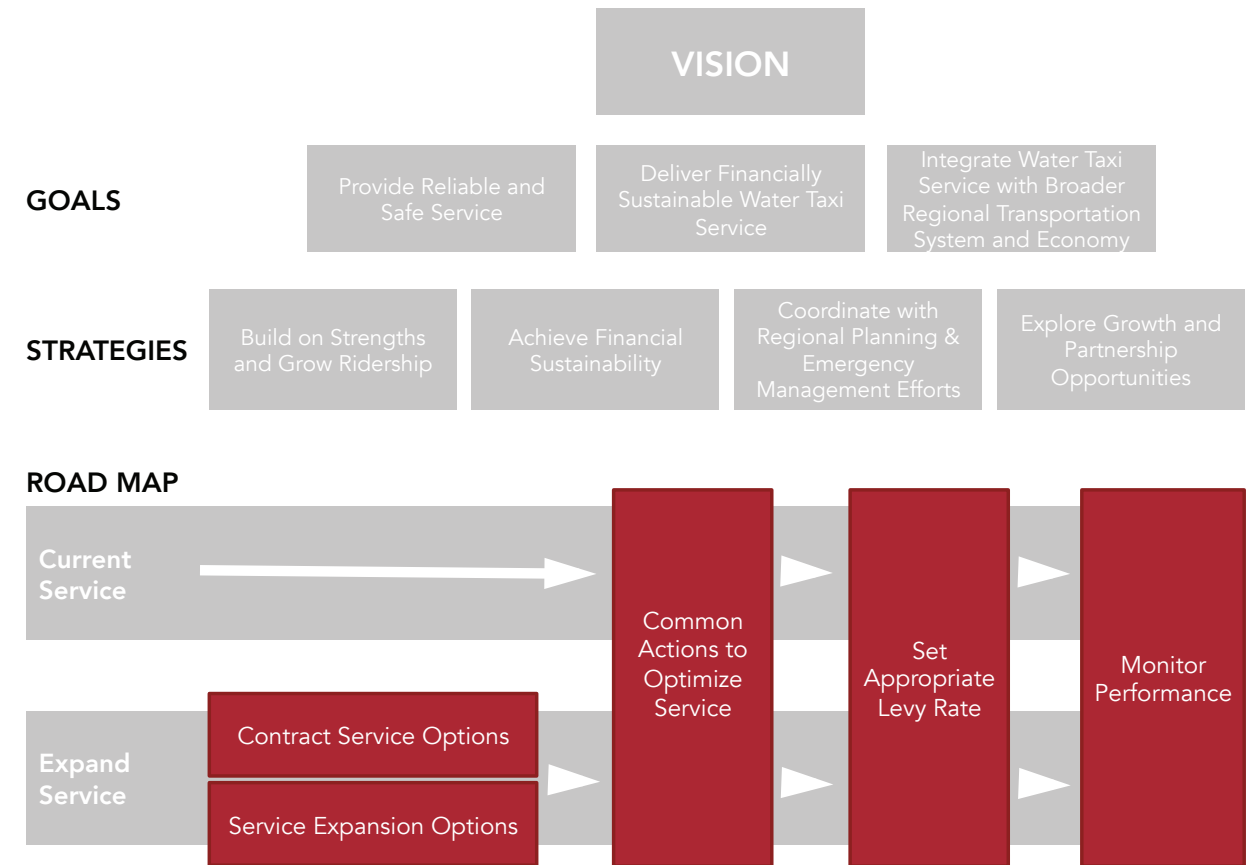 VISION
GOALS
Provide Reliable and
Safe Service
Deliver Financially
Sustainable Water Taxi
Service
Integrate Water Taxi
Service with Broader
Regional Transportation
System and Economy
STRATEGIES
Build on Strengths
and Grow Ridership
Achieve Financial
Sustainability
Coordinate with
Regional Planning &
Emergency
Management Efforts
Explore Growth and
Partnership
Opportunities
ROAD MAP
Current
Service
Expand
Service
Contract Service Options
Service Expansion Options
Common
Actions to
Optimize
Service
Set
Appropriate
Levy Rate
Monitor
Performance